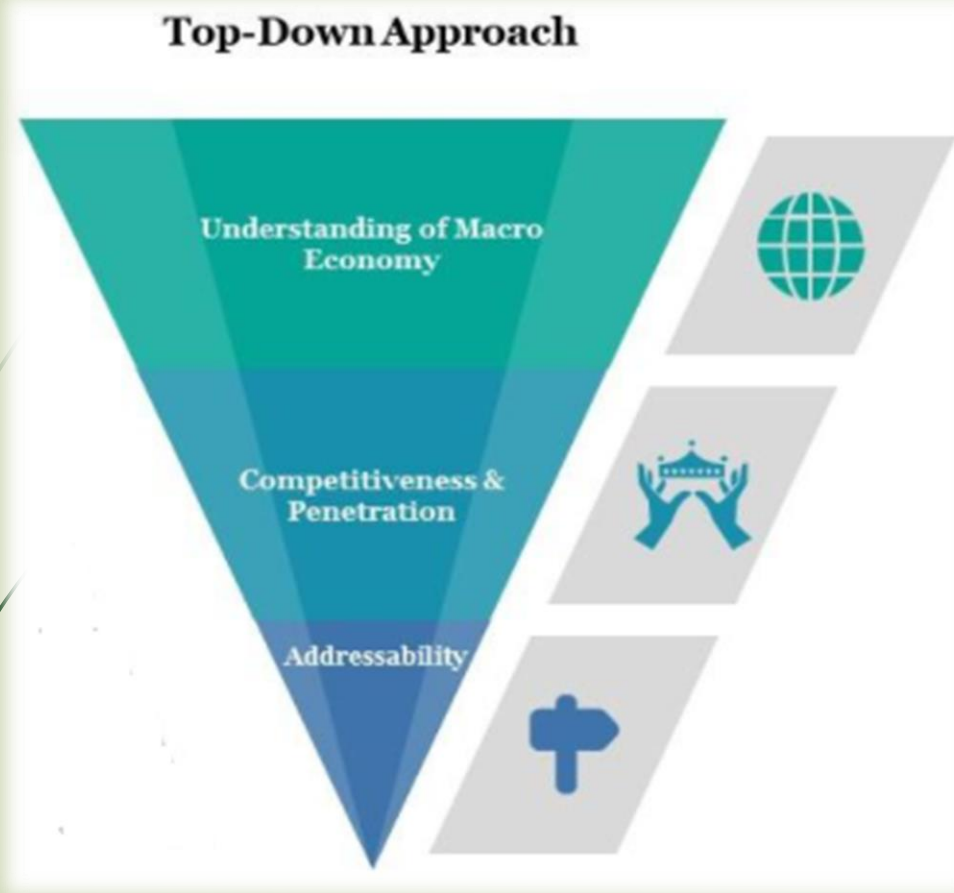 Top-Down Approach
Understanding of Macro
Economy
Competitiveness &
Penetration
Addressability